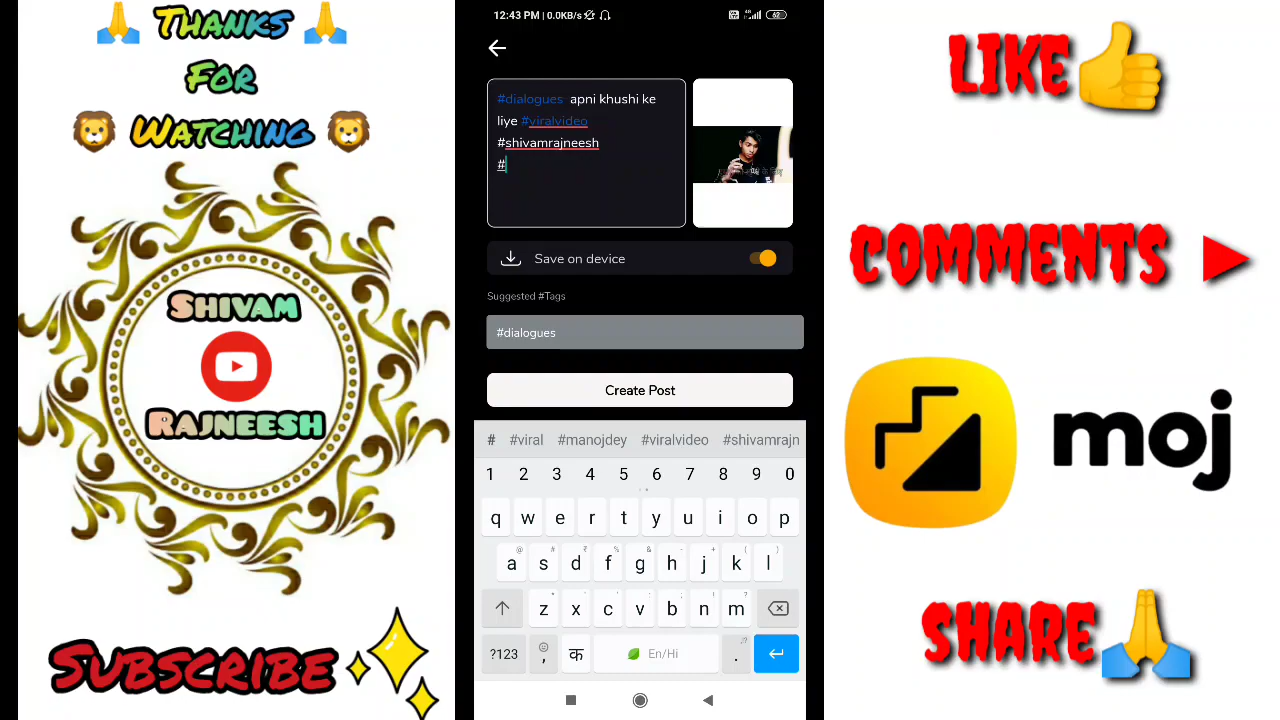 Thanks
For
Watching
Shivam
Rajneesh
Subscribe
12:43 PM | 0.0KB/s
4G
62
#dialogues apni khushi ke
liye #viralvideo
#shivamrajneesh
#
Save on device
Suggested #Tags
#dialogues
Create Post
# #viral #manojdey #viralvideo #shivamrajn
1 2 3 4 5 6 7 8 9 0
q w e r t y u i o p
@ # ₹ % & - + ( )
a s d f g h j k l
* " ' : ; ! ?
z x c v b n m
?123 , क En/Hi .
Like
Comments
moj
Share